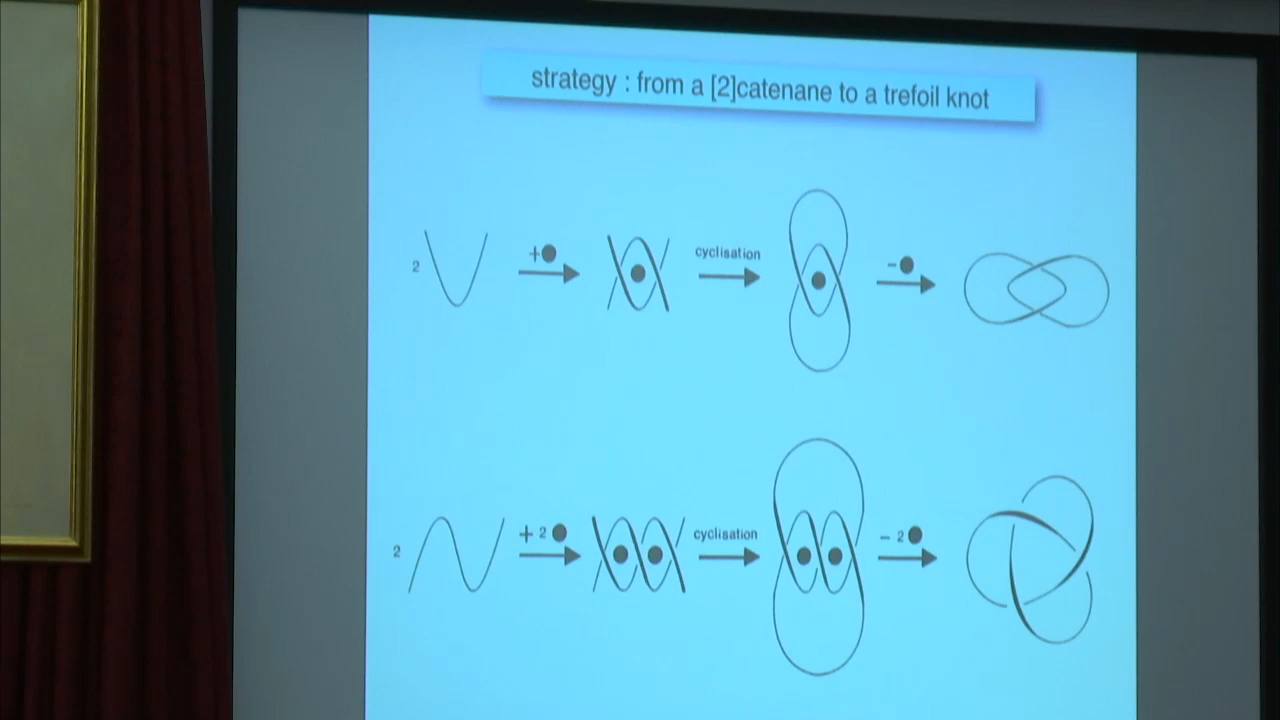 strategy : from a [2]catenane to a trefoil knot
2 +● cyclisation -●
2 + 2 ● cyclisation - 2 ●